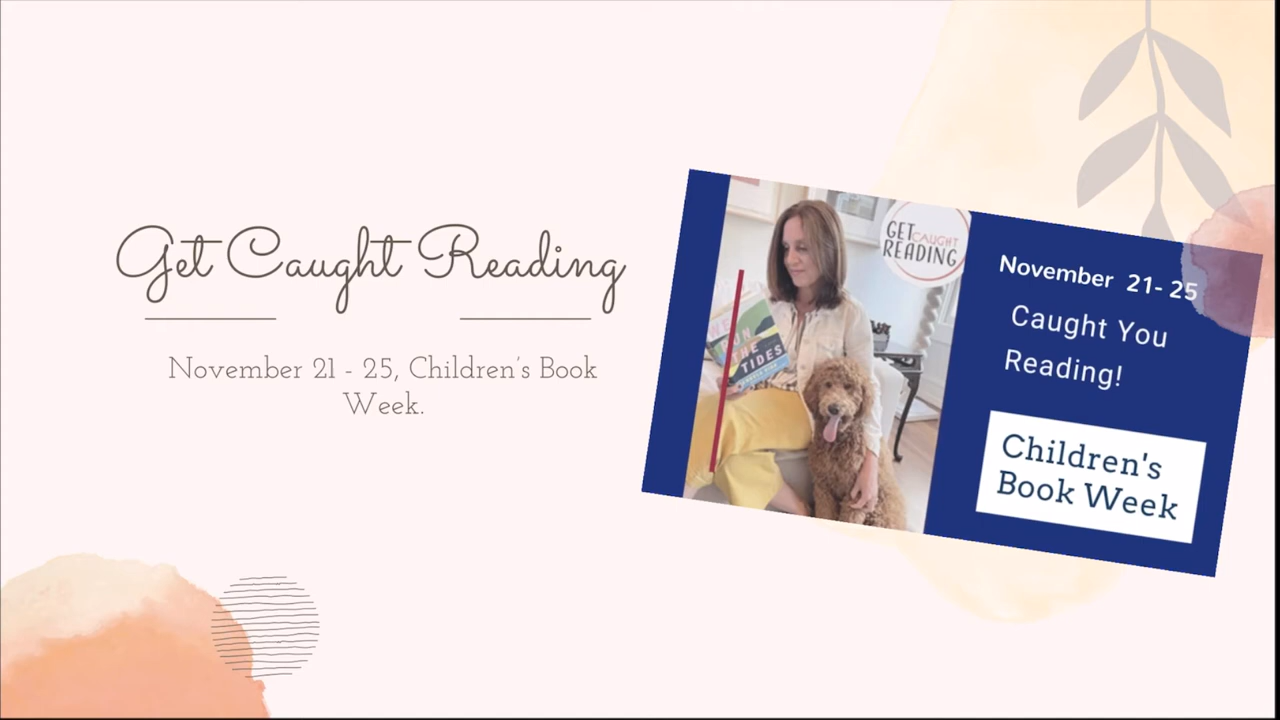 Get Caught Reading
November 21 - 25, Children's Book
Week.
GET CAUGHT
READING
November 21- 25
Caught You
Reading!
Children's
Book Week
THE
TIDES